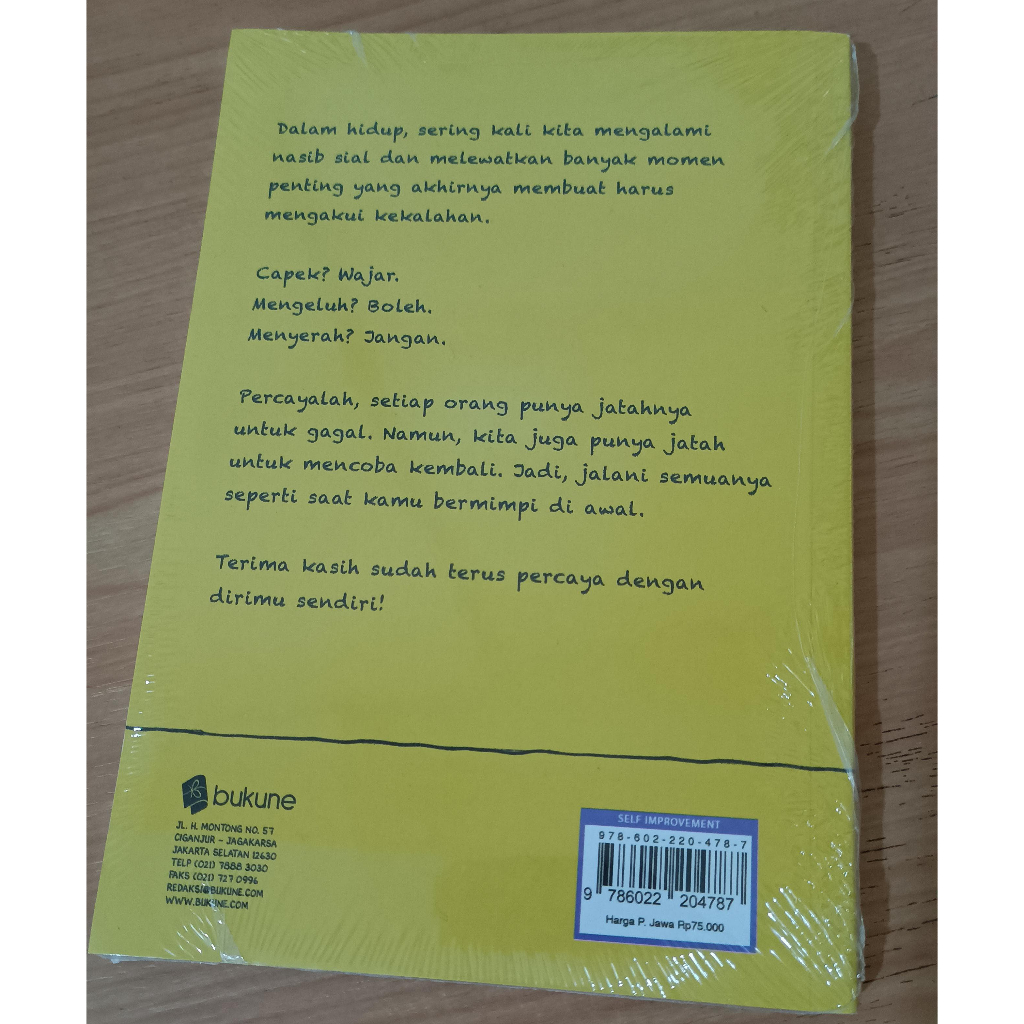 Dalam hidup, sering kali kita mengalami
nasib sial dan melewatkan banyak momen
penting yang akhirnya membuat harus
mengakui kekalahan.
Capek? Wajar.
Mengeluh? Boleh.
Menyerah? Jangan.
Percayalah, setiap orang punya jatahnya
untuk gagal. Namun, kita juga punya jatah
untuk mencoba kembali. Jadi, jalani semuanya
seperti saat kamu bermimpi di awal.
Terima kasih sudah terus percaya dengan
dirimu sendiri!
bukune
JL. H. MONTONG NO. 57
CIGANJUR - JAGAKARSA
JAKARTA SELATAN 12630
TELP (021) 7888 3030
FAKS (021) 727 0996
REDAKSI@BUKUNE.COM
WWW.BUKUNE.COM
SELF IMPROVEMENT
978-602-220-478-7
9 786022 204787
Harga P. Jawa Rp75.000